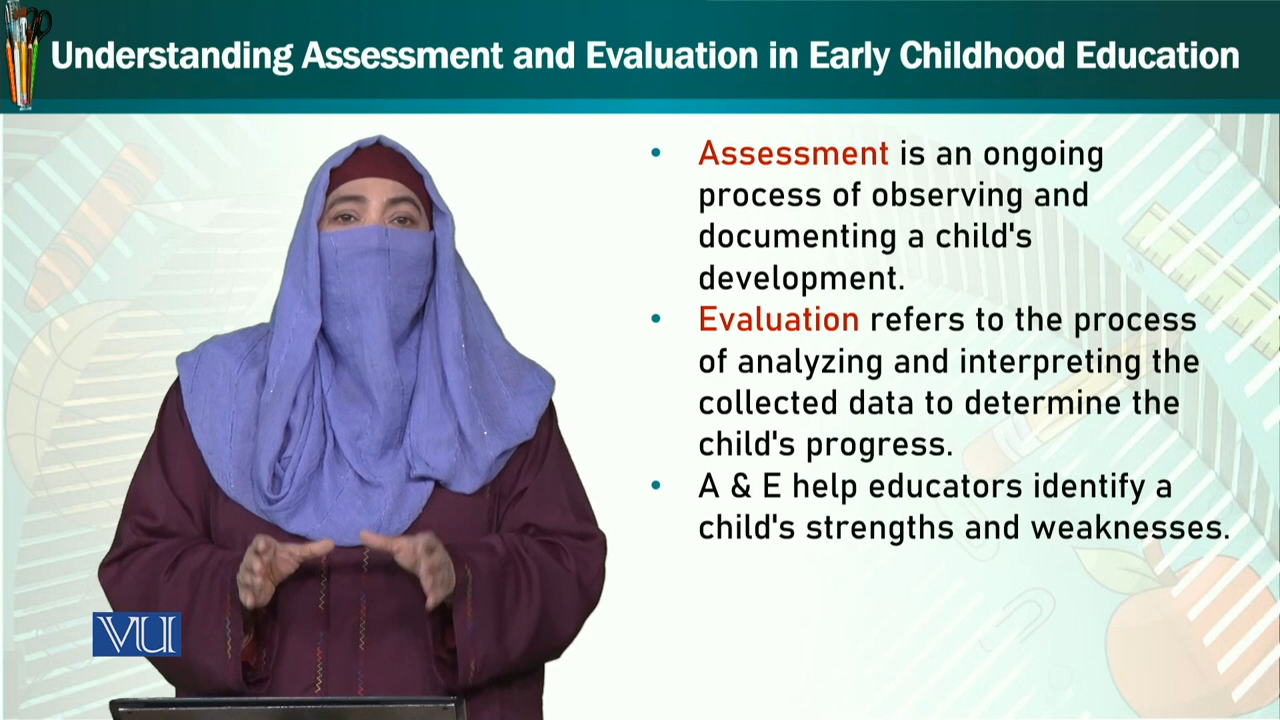 Understanding Assessment and Evaluation in Early Childhood Education
• Assessment is an ongoing
process of observing and
documenting a child's
development.
• Evaluation refers to the process
of analyzing and interpreting the
collected data to determine the
child's progress.
• A & E help educators identify a
child's strengths and weaknesses.
VU